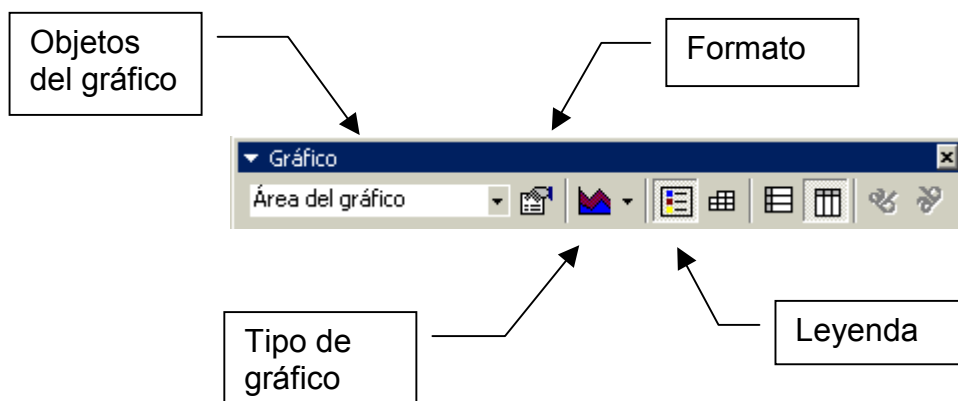 Objetos
del gráfico
Formato
Gráfico
Área del gráfico
Tipo de
gráfico
Leyenda